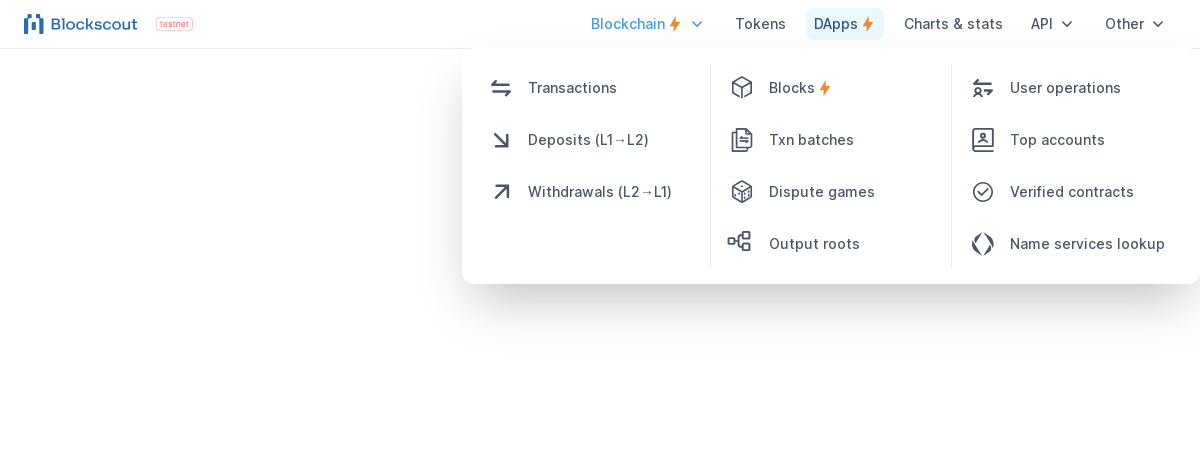 Blockscout testnet Blockchain Tokens DApps Charts & stats API Other
Transactions Blocks User operations
Deposits (L1→L2) Txn batches Top accounts
Withdrawals (L2→L1) Dispute games Verified contracts
Output roots Name services lookup